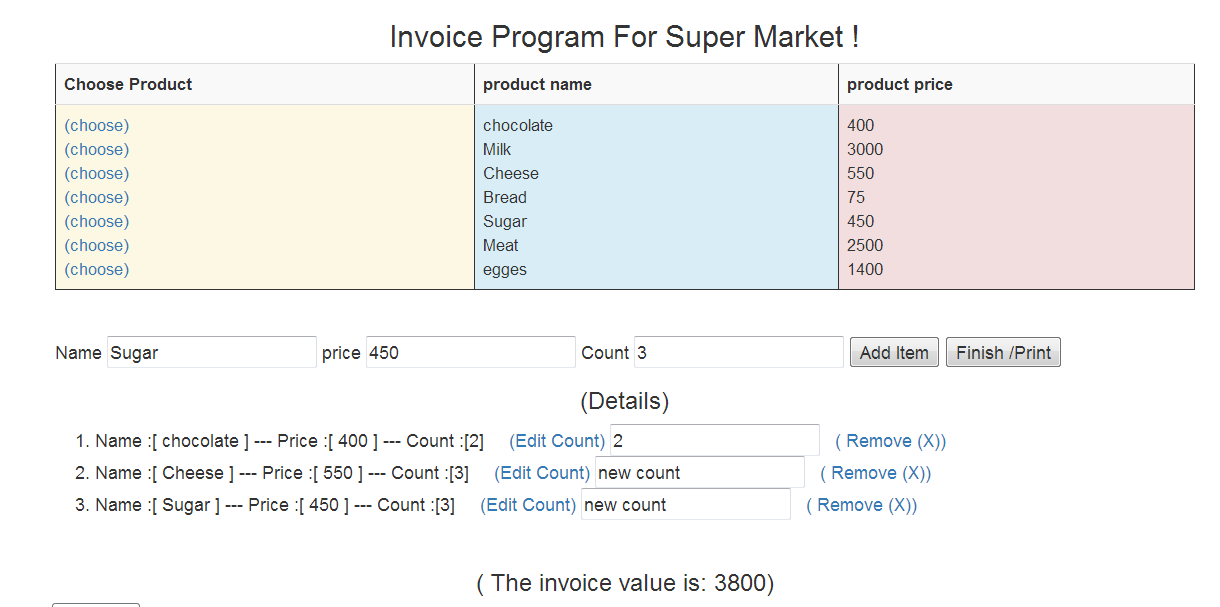 Invoice Program For Super Market !
Choose Product product name product price
(choose) chocolate 400
(choose) Milk 3000
(choose) Cheese 550
(choose) Bread 75
(choose) Sugar 450
(choose) Meat 2500
(choose) egges 1400
Name Sugar price 450 Count 3 Add Item Finish /Print
(Details)
1. Name :[ chocolate ] --- Price :[ 400 ] --- Count :[2] (Edit Count) 2 ( Remove (X))
2. Name :[ Cheese ] --- Price :[ 550 ] --- Count :[3] (Edit Count) new count ( Remove (X))
3. Name :[ Sugar ] --- Price :[ 450 ] --- Count :[3] (Edit Count) new count ( Remove (X))
( The invoice value is: 3800)